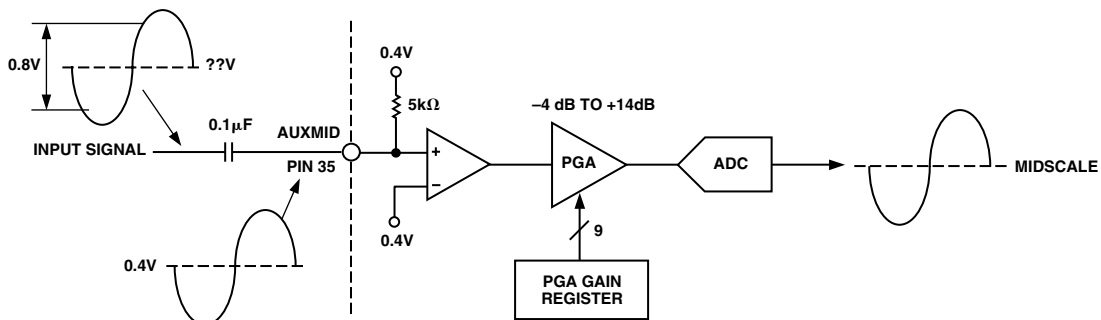 0.8V
??V
0.1μF
INPUT SIGNAL
AUXMID
PIN 35
0.4V
0.4V
5kΩ
+
–
0.4V
–4 dB TO +14dB
PGA
9
PGA GAIN
REGISTER
ADC
MIDSCALE